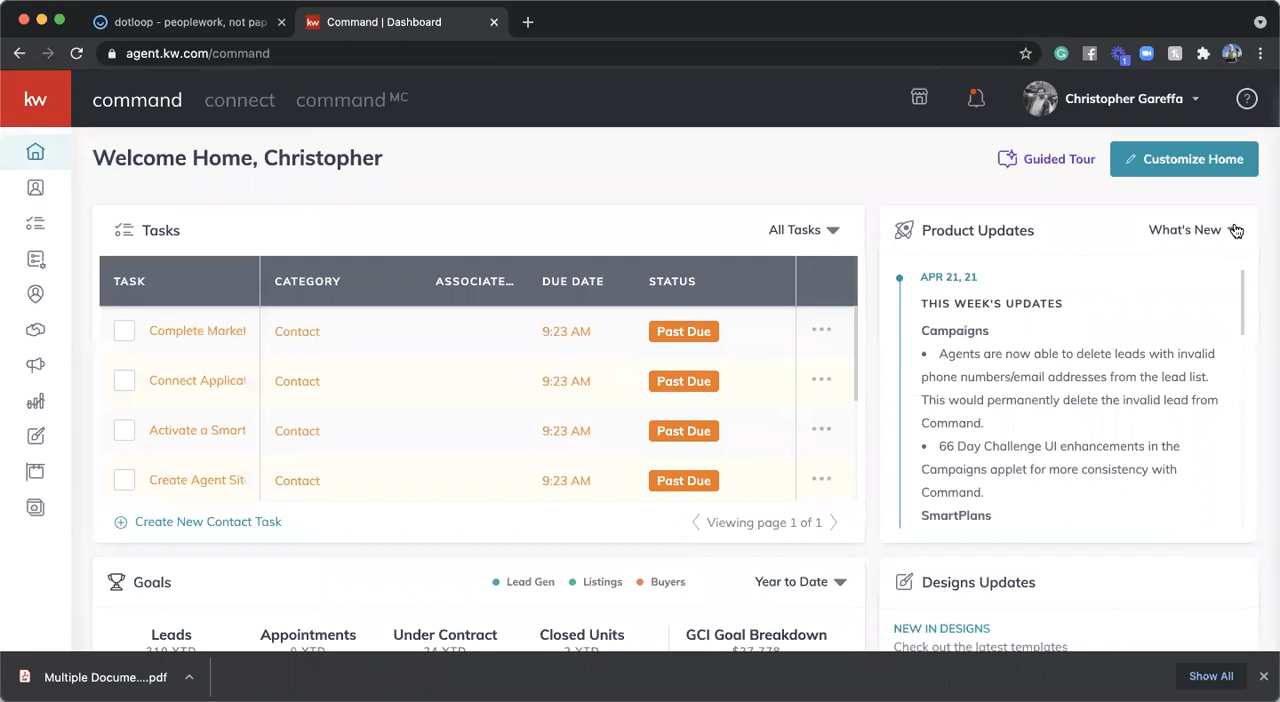 dotloop - peoplework, not pap
kw Command | Dashboard
agent.kw.com/command
1
kw command connect command MC Christopher Gareffa ?
Welcome Home, Christopher
Guided Tour
Customize Home
Tasks
All Tasks
TASK CATEGORY ASSOCIATE... DUE DATE STATUS
Complete Market Contact 9:23 AM Past Due
Connect Applicat Contact 9:23 AM Past Due
Activate a Smart Contact 9:23 AM Past Due
Create Agent Site Contact 9:23 AM Past Due
Create New Contact Task
Viewing page 1 of 1
Product Updates
What's New
APR 21, 21
THIS WEEK'S UPDATES
Campaigns
• Agents are now able to delete leads with invalid
phone numbers/email addresses from the lead list.
This would permanently delete the invalid lead from
Command.
• 66 Day Challenge UI enhancements in the
Campaigns applet for more consistency with
Command.
SmartPlans
Goals
Lead Gen Listings Buyers
Year to Date
Leads Appointments Under Contract Closed Units GCI Goal Breakdown
Designs Updates
NEW IN DESIGNS
Check out the latest templates
Multiple Docume....pdf
Show All